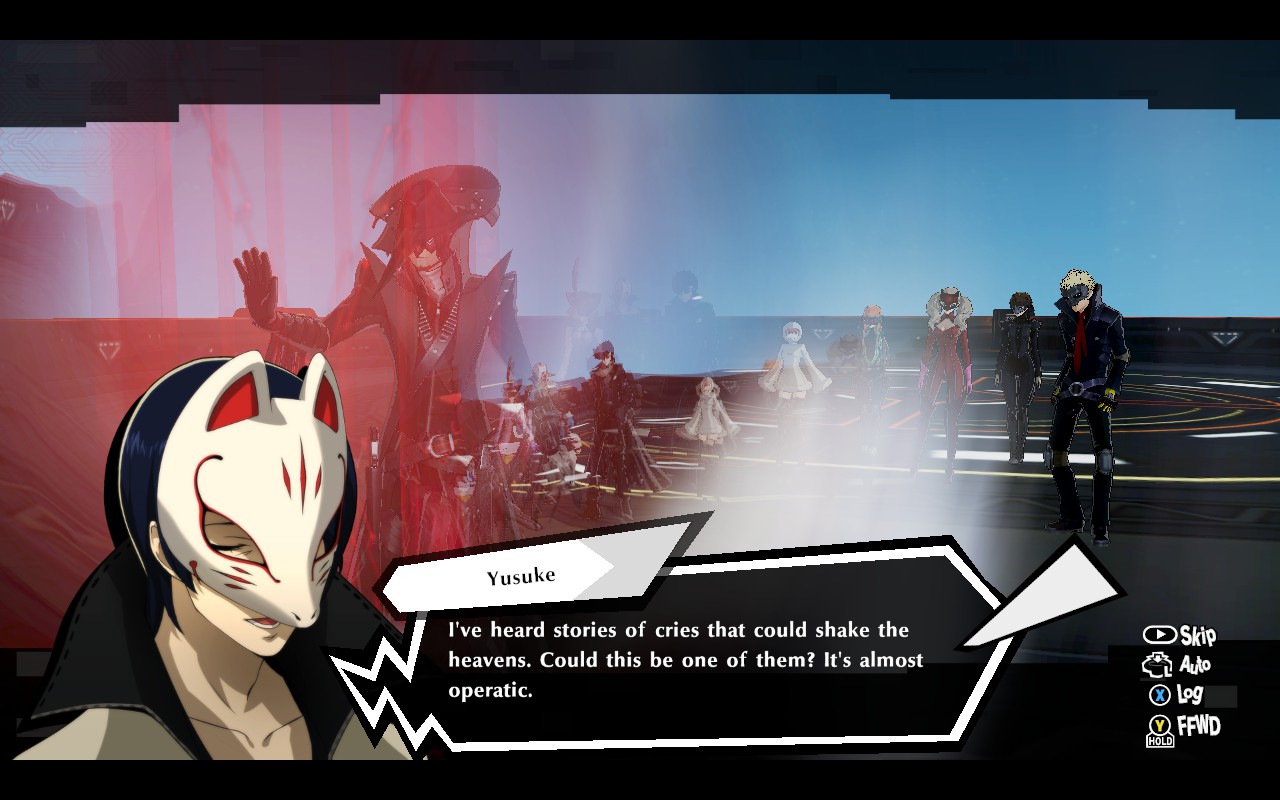 Yusuke
I've heard stories of cries that could shake the
heavens. Could this be one of them? It's almost
operatic.
Skip
Auto
X Log
Y FFWD
HOLD